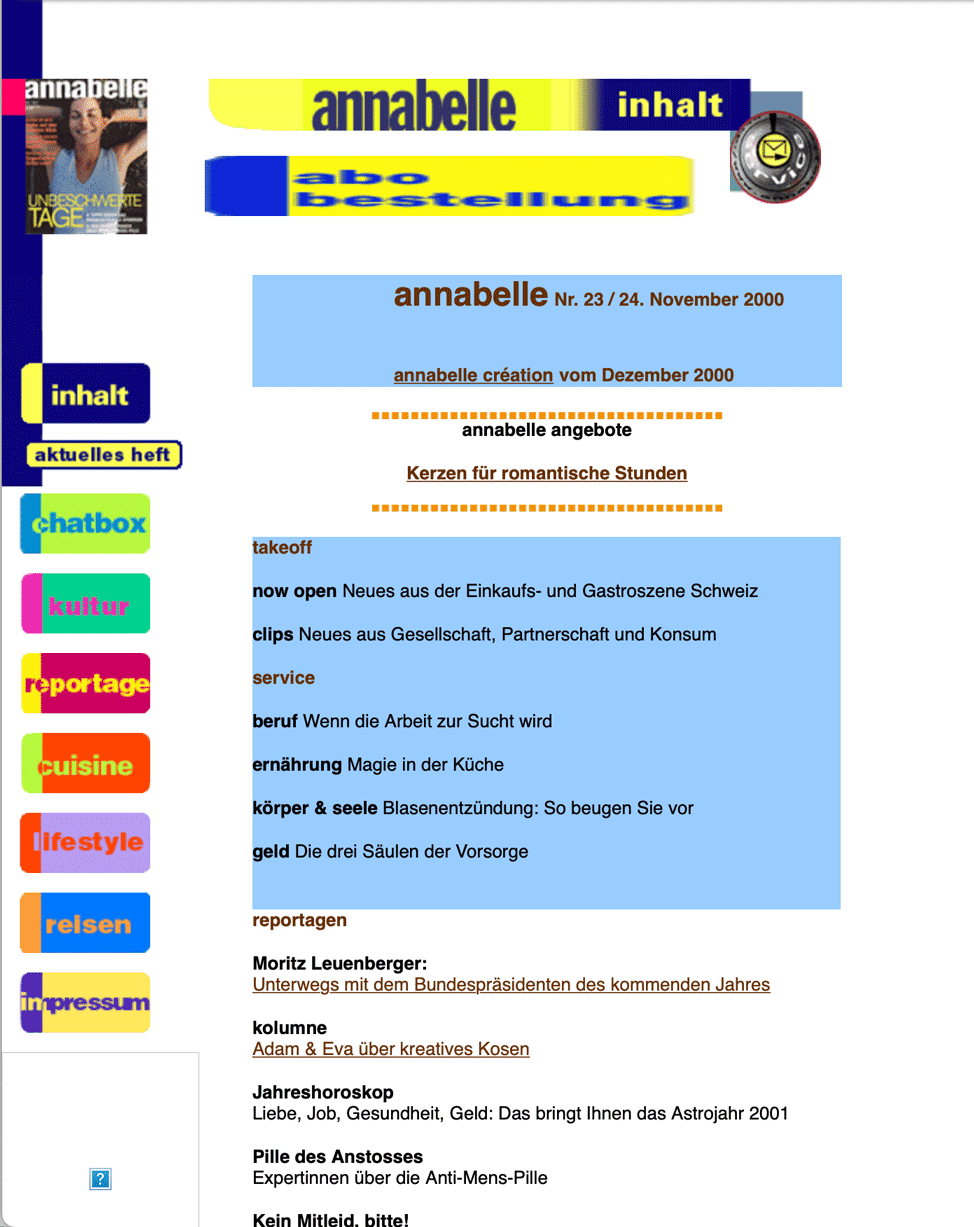 annabelle
UNBESCHWERTE
TAGE
annabelle inhalt
service
abo
bestellung
annabelle Nr. 23 / 24. November 2000
annabelle création vom Dezember 2000
inhalt
aktuelles heft
chatbox
kultur
reportage
cuisine
lifestyle
reisen
impressum
annabelle angebote
Kerzen für romantische Stunden
takeoff
now open Neues aus der Einkaufs- und Gastroszene Schweiz
clips Neues aus Gesellschaft, Partnerschaft und Konsum
service
beruf Wenn die Arbeit zur Sucht wird
ernährung Magie in der Küche
körper & seele Blasenentzündung: So beugen Sie vor
geld Die drei Säulen der Vorsorge
reportagen
Moritz Leuenberger:
Unterwegs mit dem Bundespräsidenten des kommenden Jahres
kolumne
Adam & Eva über kreatives Kosen
Jahreshoroskop
Liebe, Job, Gesundheit, Geld: Das bringt Ihnen das Astrojahr 2001
Pille des Anstosses
Expertinnen über die Anti-Mens-Pille
Kein Mitleid, bitte!